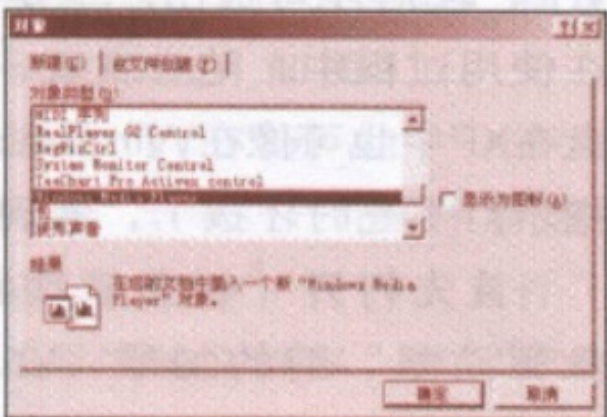 对象
新建(E) 由文件创建(F)
对象类型(O):
MIDI 序列
RealPlayer G2 Control
RegWizCtrl
System Monitor Control
TeeChart Pro Activex control
Windows Media Player
包
显示为图标(A)
波形声音
结果
在您的文档中插入一个新 "Windows Media
Player" 对象。
确定 取消